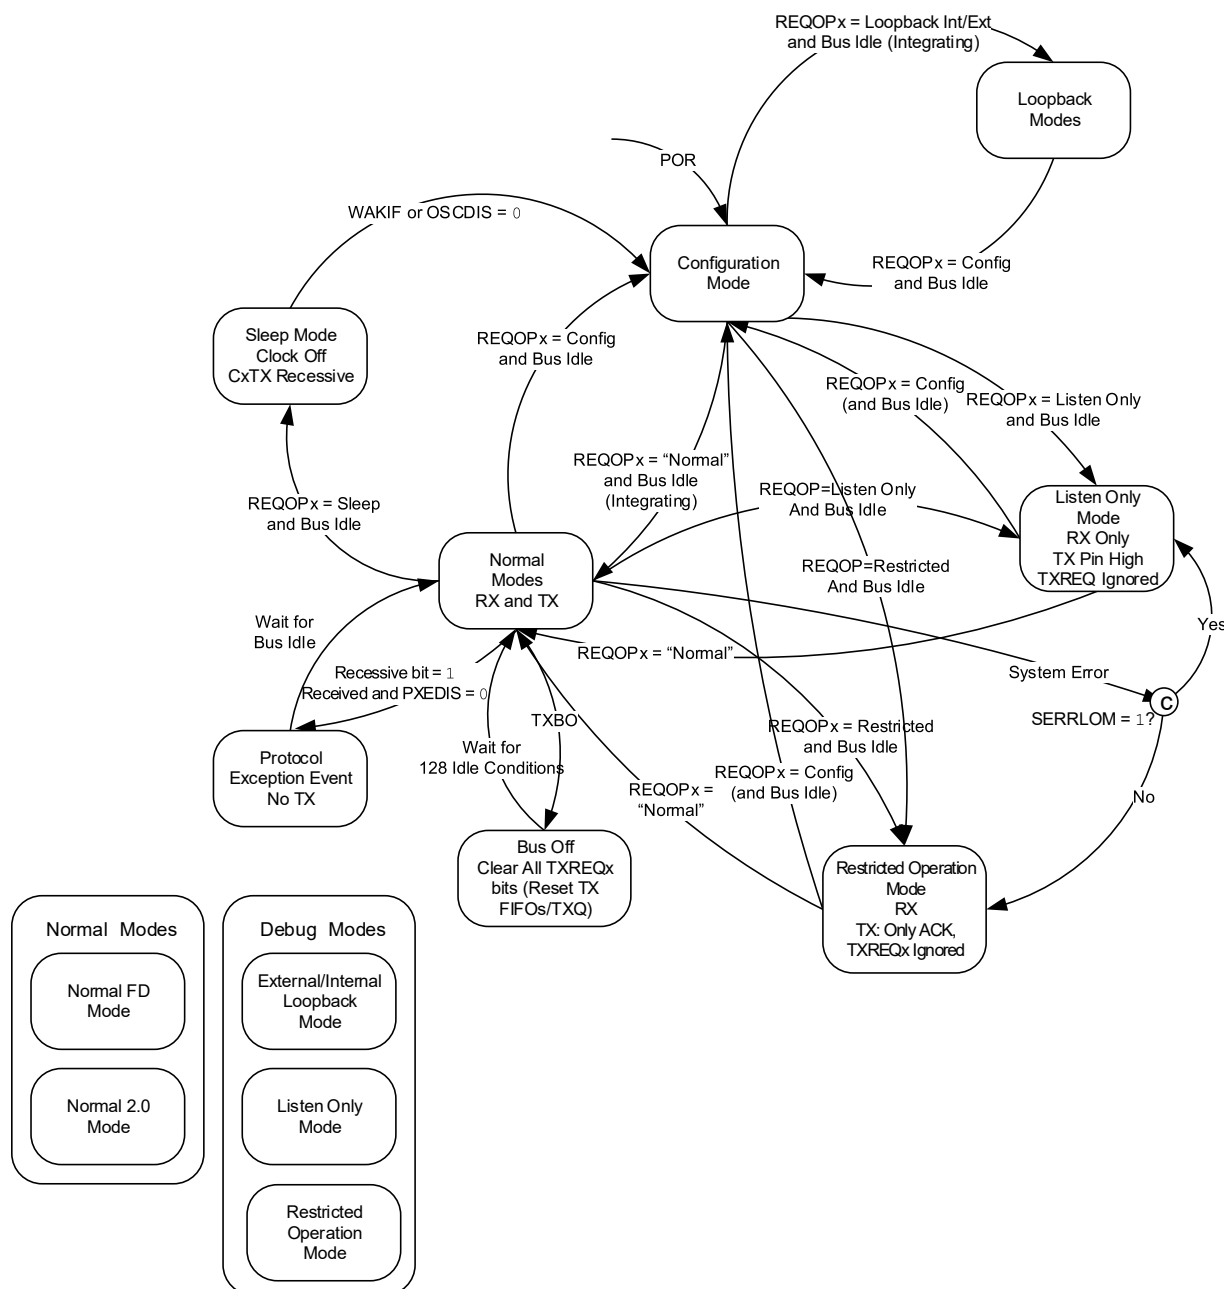 REQOPx = Loopback Int/Ext
and Bus Idle (Integrating)
Loopback
Modes
POR
WAKIF or OSCDIS = 0
Configuration
Mode
REQOPx = Config
and Bus Idle
Sleep Mode
Clock Off
CxTX Recessive
REQOPx = Config
and Bus Idle
REQOPx = Config
(and Bus Idle)
REQOPx = Listen Only
and Bus Idle
REQOPx = “Normal”
and Bus Idle
(Integrating)
REQOPx = Sleep
and Bus Idle
REQOP=Listen Only
And Bus Idle
Listen Only
Mode
RX Only
TX Pin High
TXREQ Ignored
Normal
Modes
RX and TX
REQOP=Restricted
And Bus Idle
Wait for
Bus Idle
Yes
REQOPx = “Normal”
Recessive bit = 1
Received and PXEDIS = 0
System Error
C
SERRLOM = 1?
TXBO
REQOPx = Restricted
and Bus Idle
Wait for
128 Idle Conditions
Protocol
Exception Event
No TX
REQOPx = Config
(and Bus Idle)
REQOPx =
“Normal”
No
Bus Off
Clear All TXREQx
bits (Reset TX
FIFOs/TXQ)
Restricted Operation
Mode
RX
TX: Only ACK,
TXREQx Ignored
Normal Modes
Normal FD
Mode
Normal 2.0
Mode
Debug Modes
External/Internal
Loopback
Mode
Listen Only
Mode
Restricted
Operation
Mode